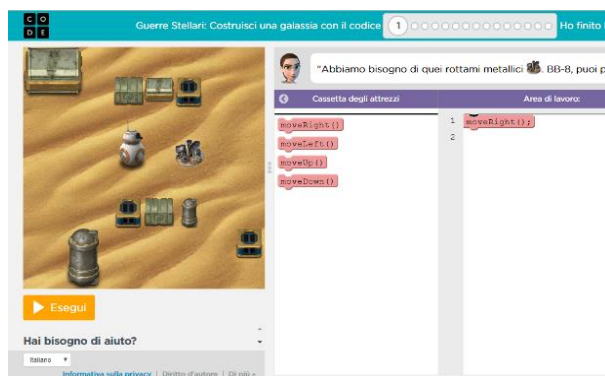 C O
D E
Guerre Stellari: Costruisci una galassia con il codice 1 Ho finito
"Abbiamo bisogno di quei rottami metallici . BB-8, puoi p
Cassetta degli attrezzi
Area di lavoro:
moveRight()
moveLeft()
moveUp()
moveDown()
1 moveRight();
2
Esegui
Hai bisogno di aiuto?
Italiano
Informativa sulla privacy | Diritto d'autore | Di più